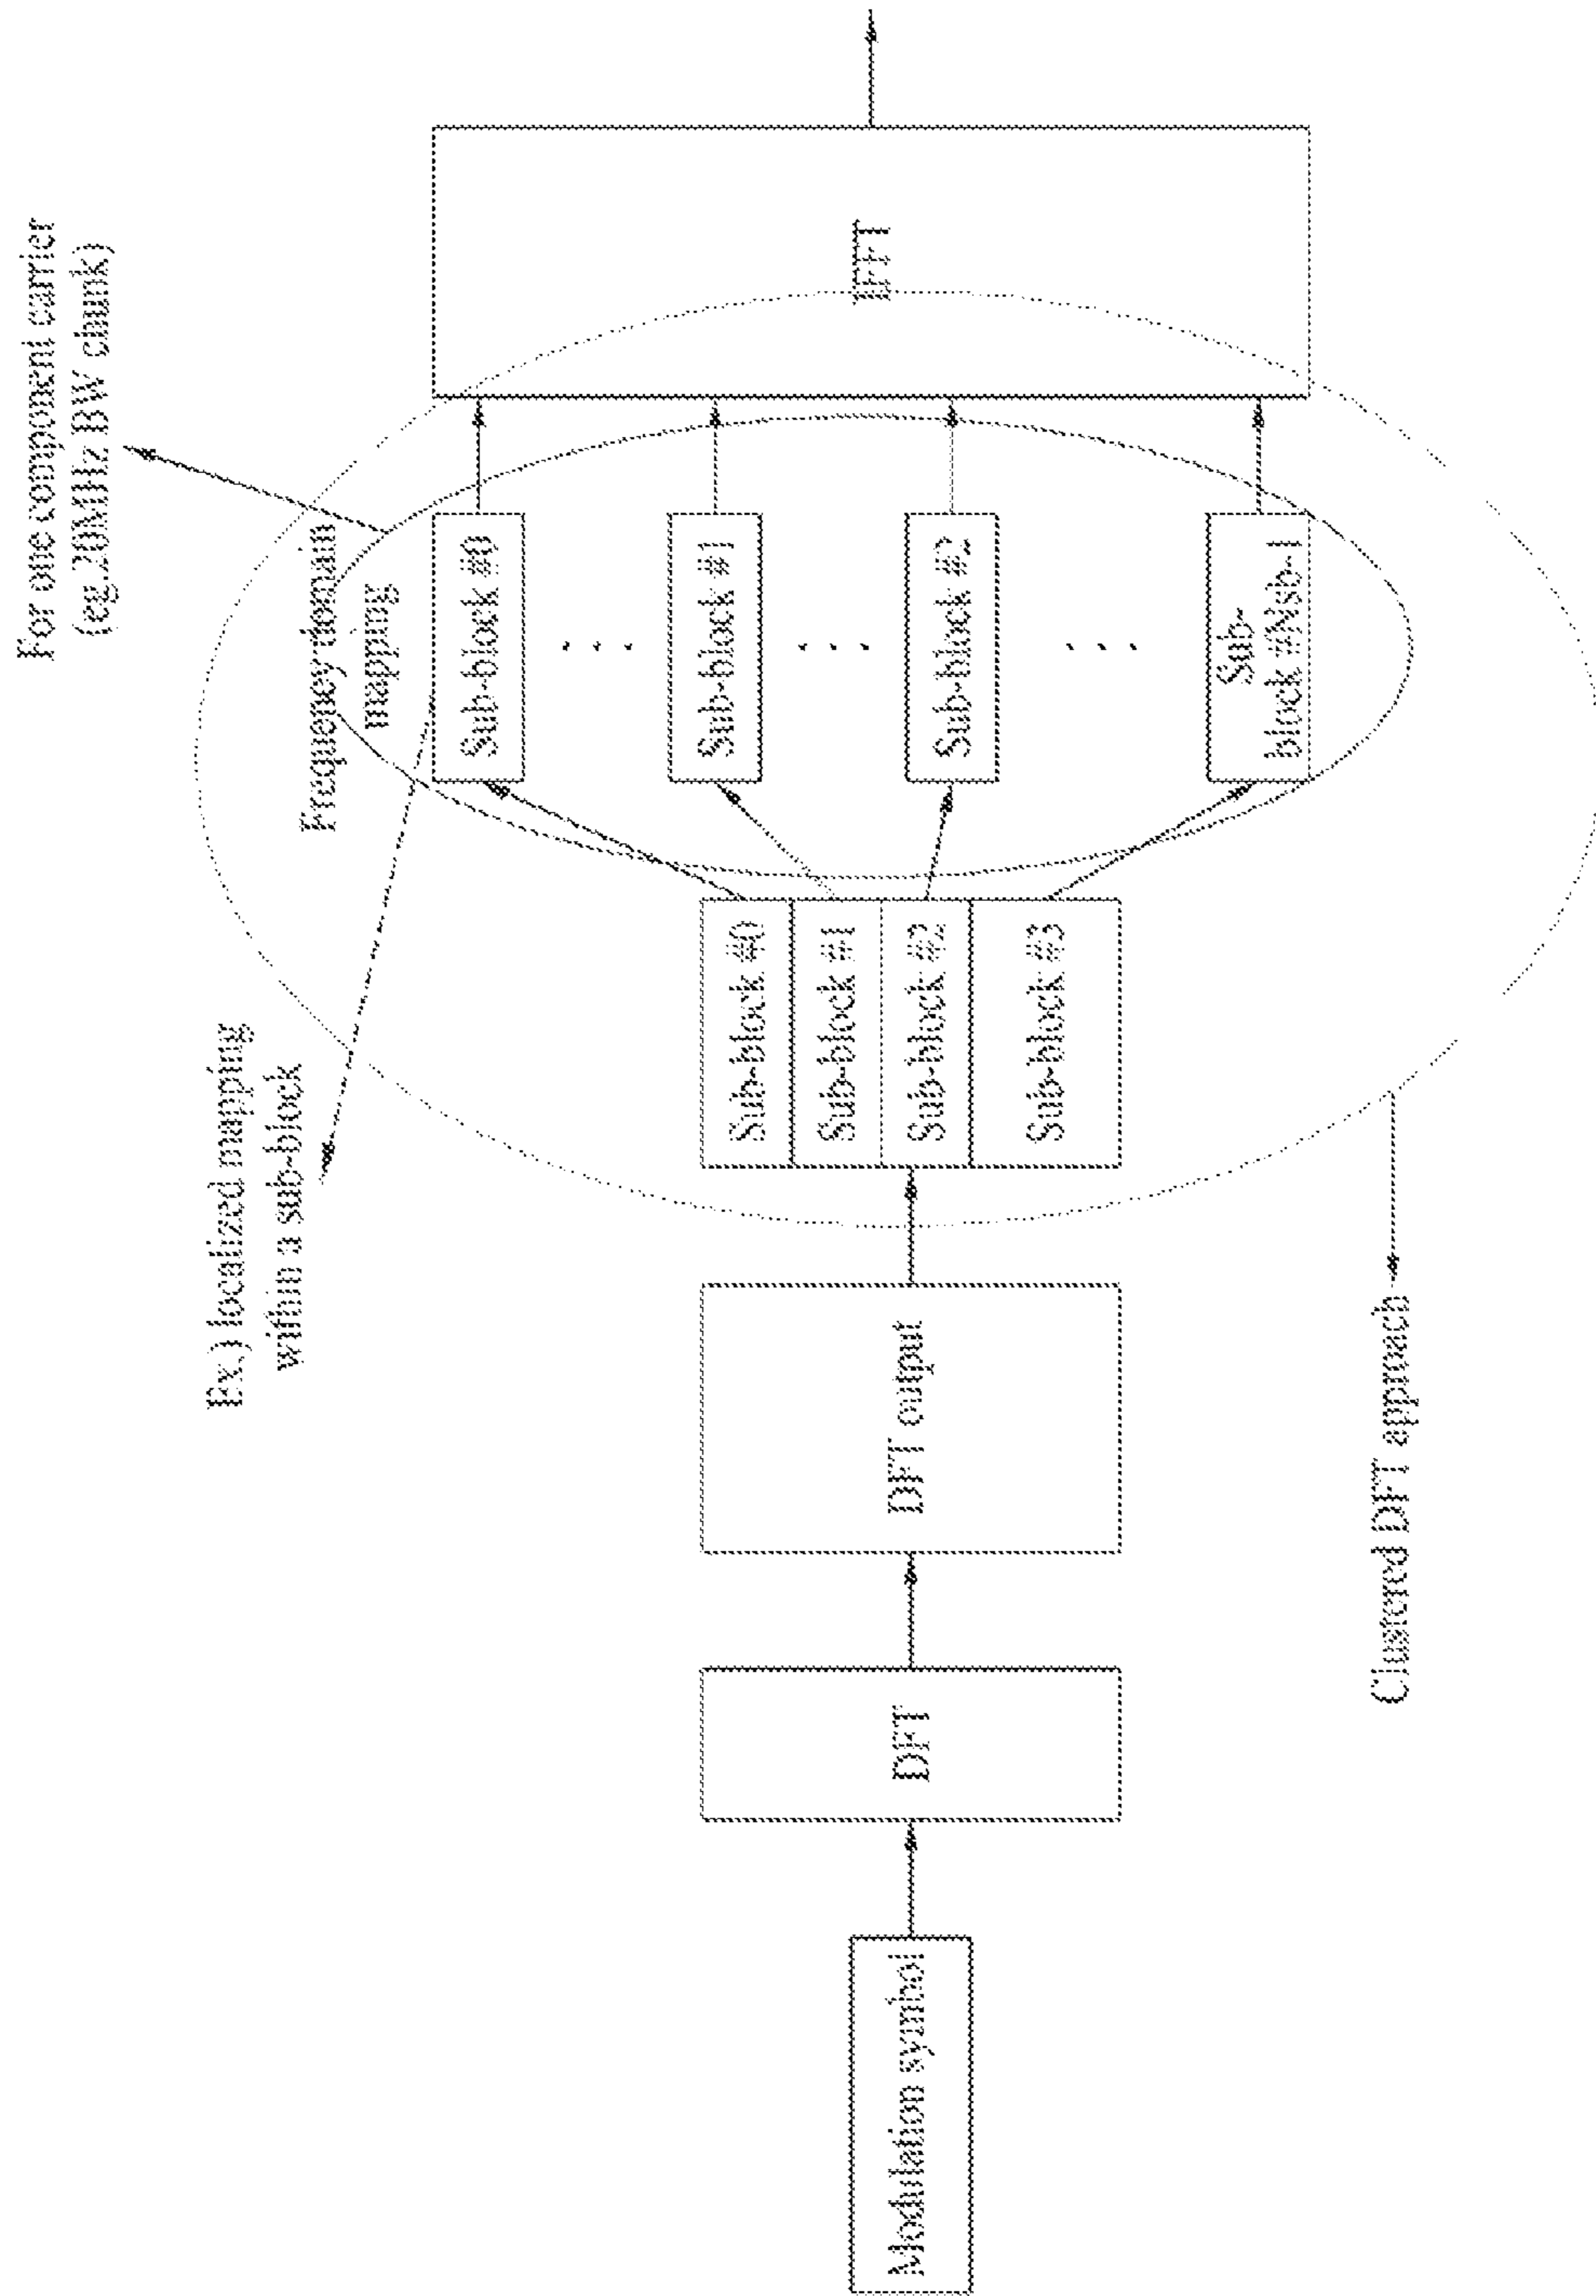 For one component carrier
(eg.20MHz BW chunk)
Ex.) localized mapping
within a sub-block
Frequency domain
mapping
Modulation symbol
DFT
DFT output
Sub-block #0
Sub-block #1
Sub-block #2
Sub-block #3
Sub-block #0
. . .
Sub-block #1
. . .
Sub-block #2
. . .
Sub-
block #Nsb-1
IFFT
Clustered DFT approach